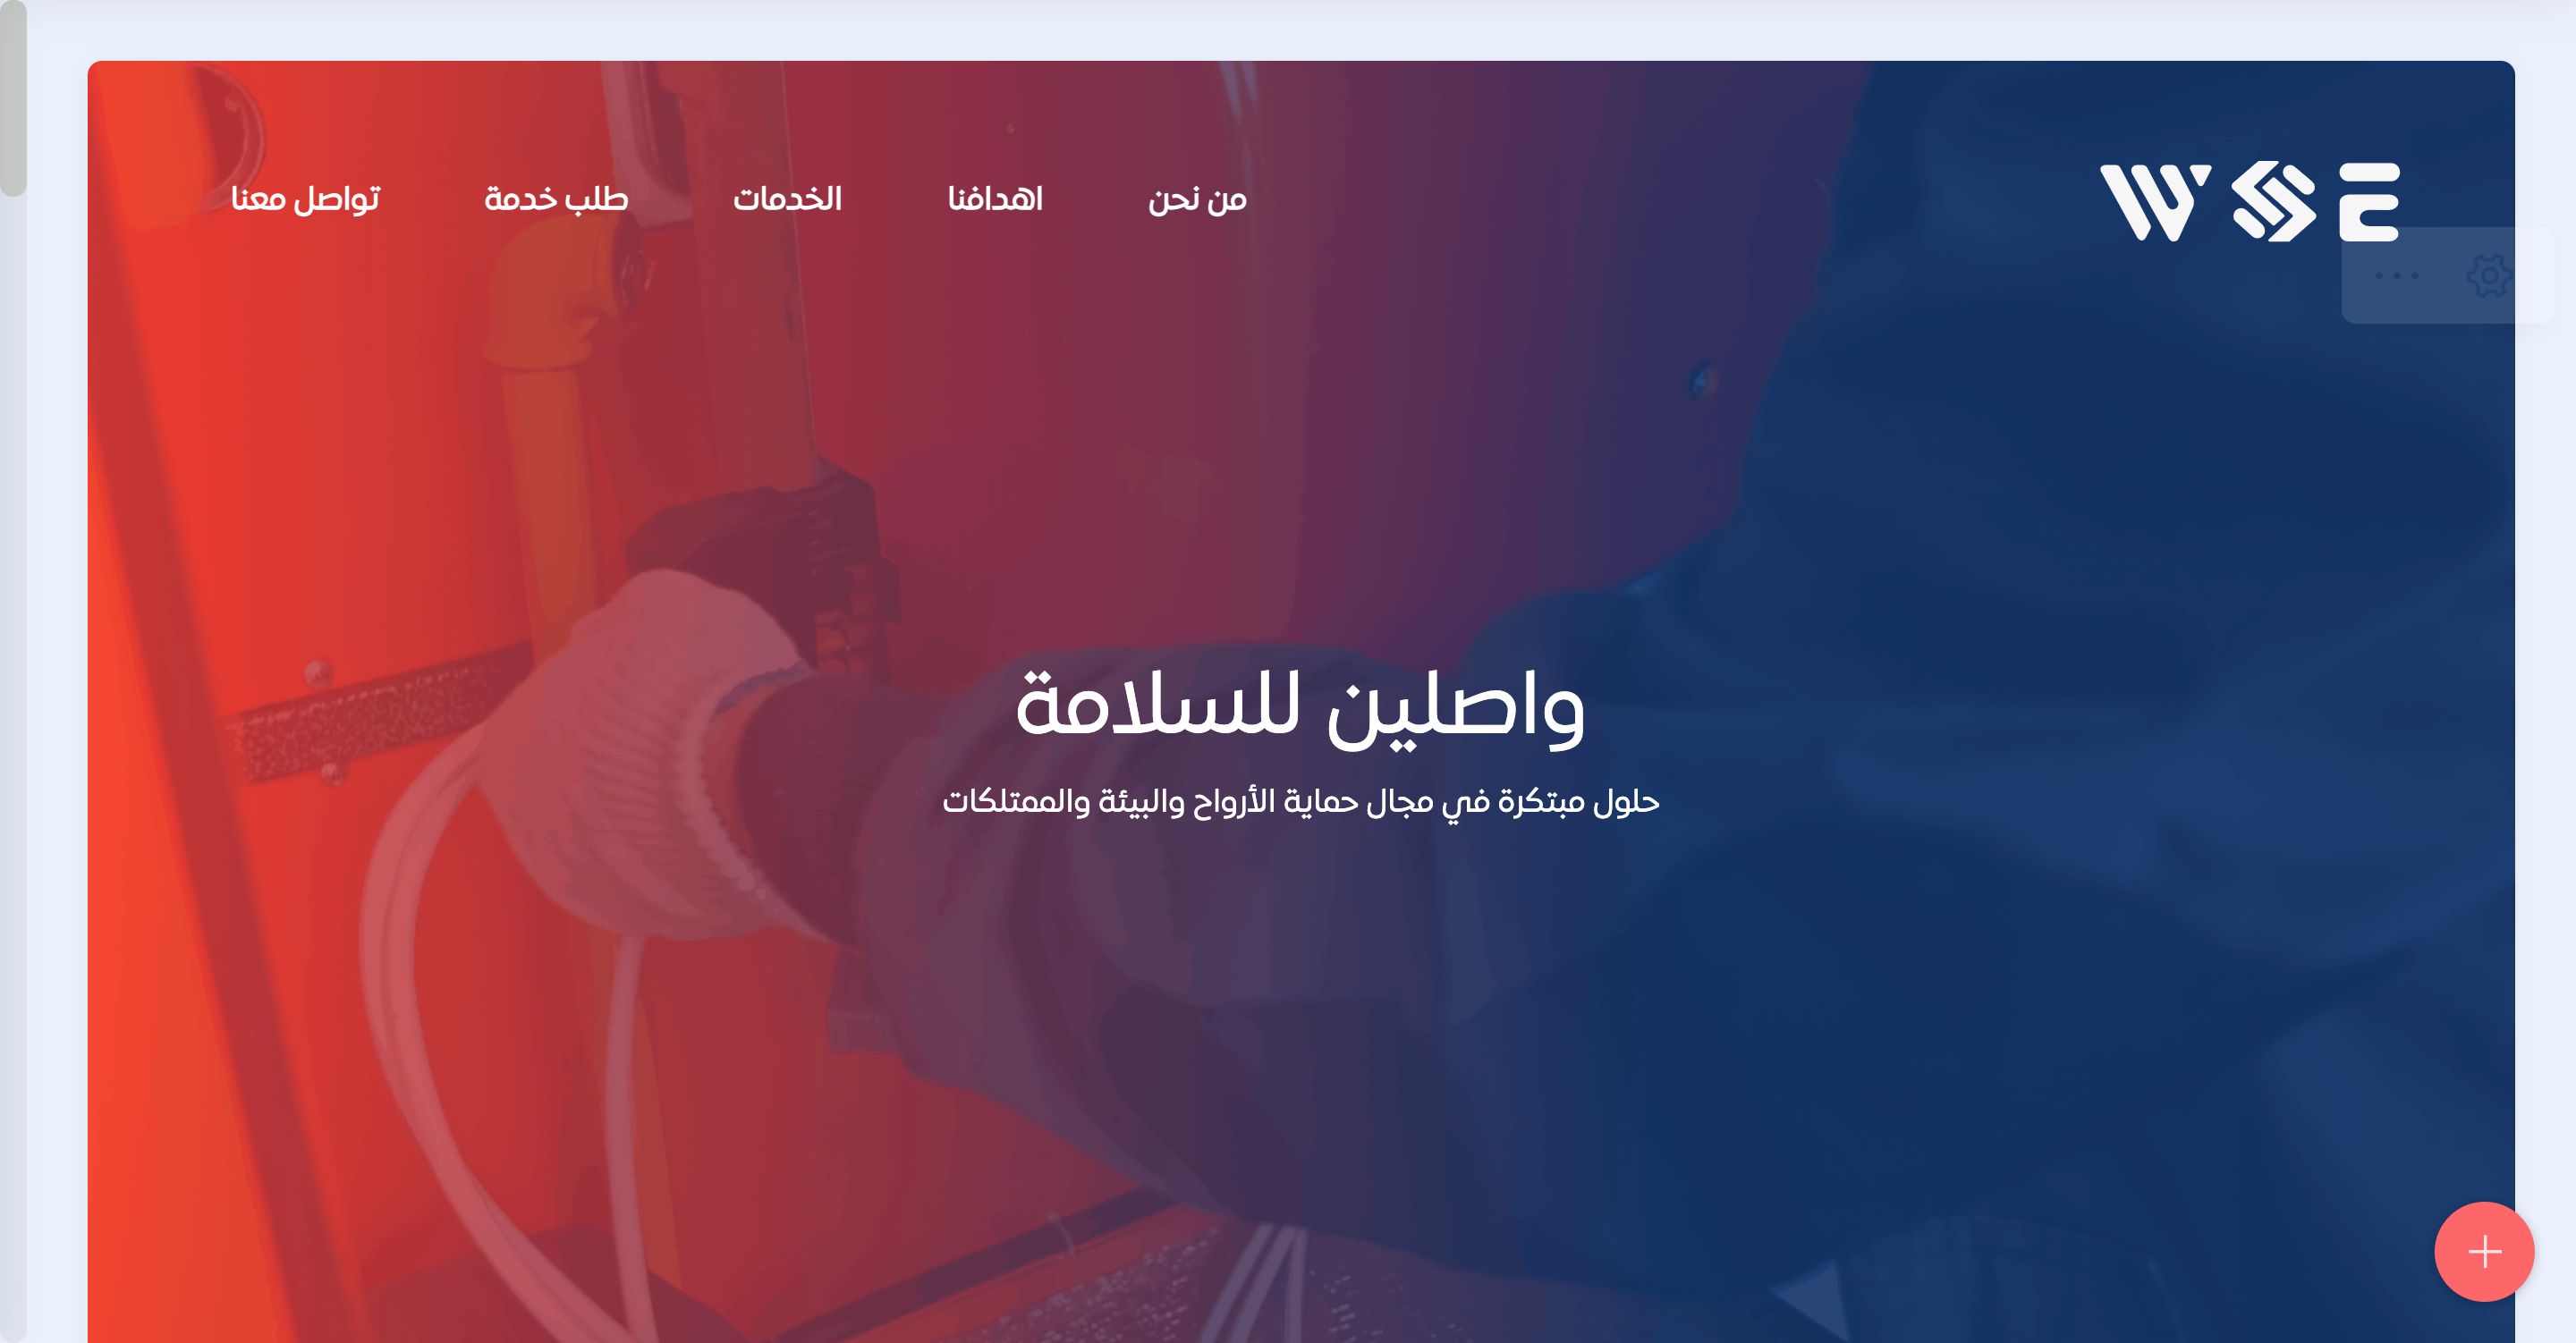 WSE
من نحن
اهدافنا
الخدمات
طلب خدمة
تواصل معنا
واصلين للسلامة
حلول مبتكرة في مجال حماية الأرواح والبيئة والممتلكات